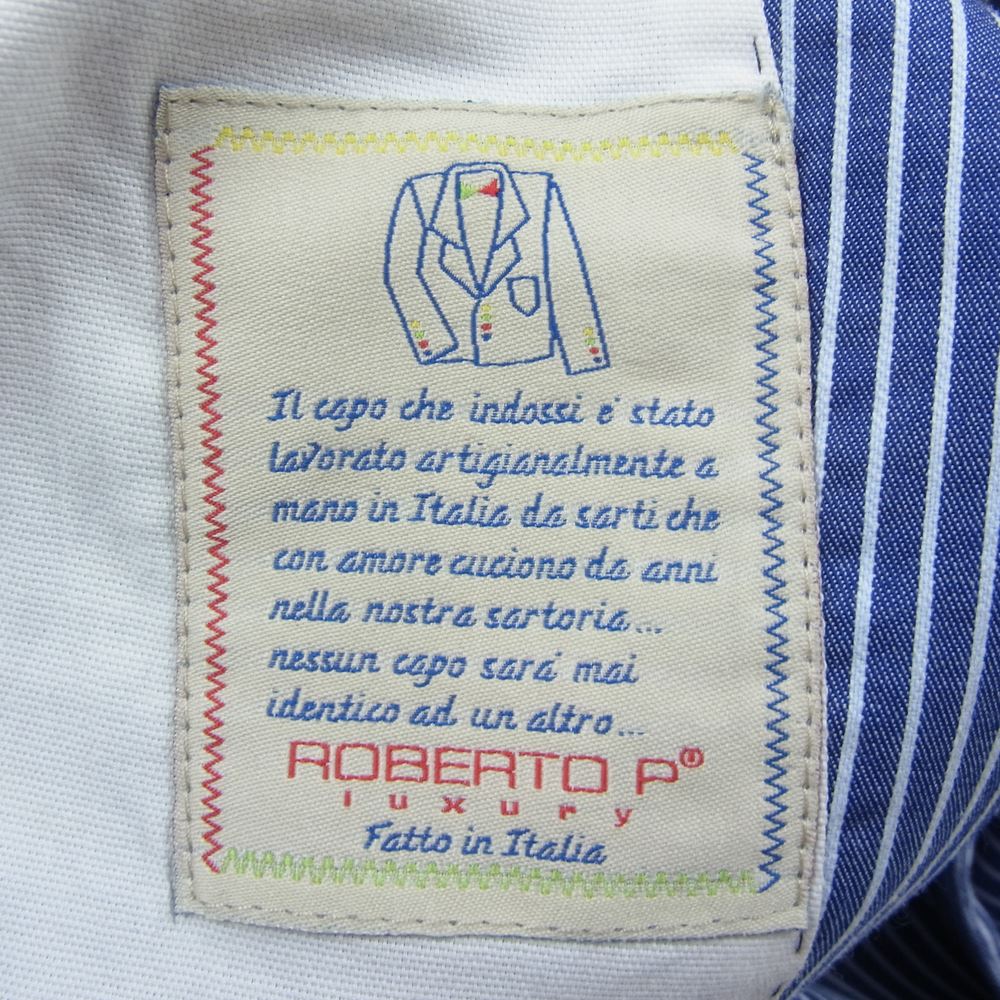 Il capo che indossi e' stato
lavorato artigianalmente a
mano in Italia da sarti che
con amore cuciono da anni
nella nostra sartoria...
nessun capo sara' mai
identico ad un altro...
ROBERTO P®
luxury
Fatto in Italia